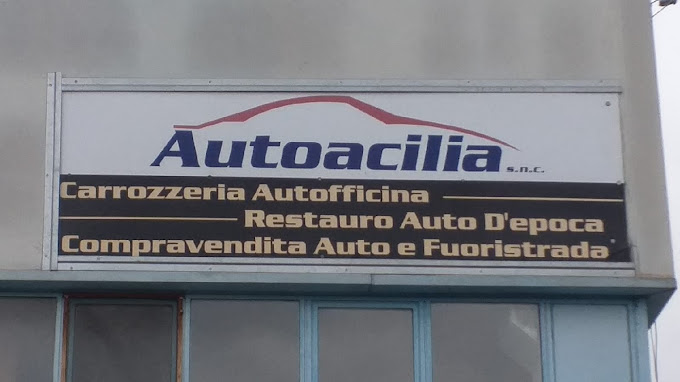 Autoacilia s.n.c.
Carrozzeria Autofficina
Restauro Auto D'epoca
Compravendita Auto e Fuoristrada